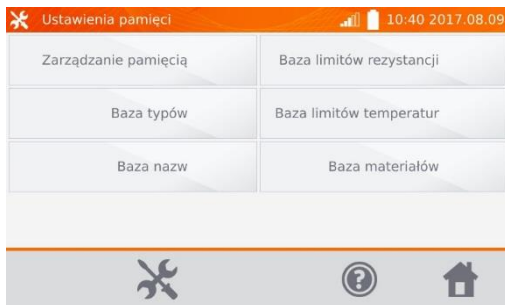 Ustawienia pamięci 10:40 2017.08.09
Zarządzanie pamięcią Baza limitów rezystancji
Baza typów Baza limitów temperatur
Baza nazw Baza materiałów